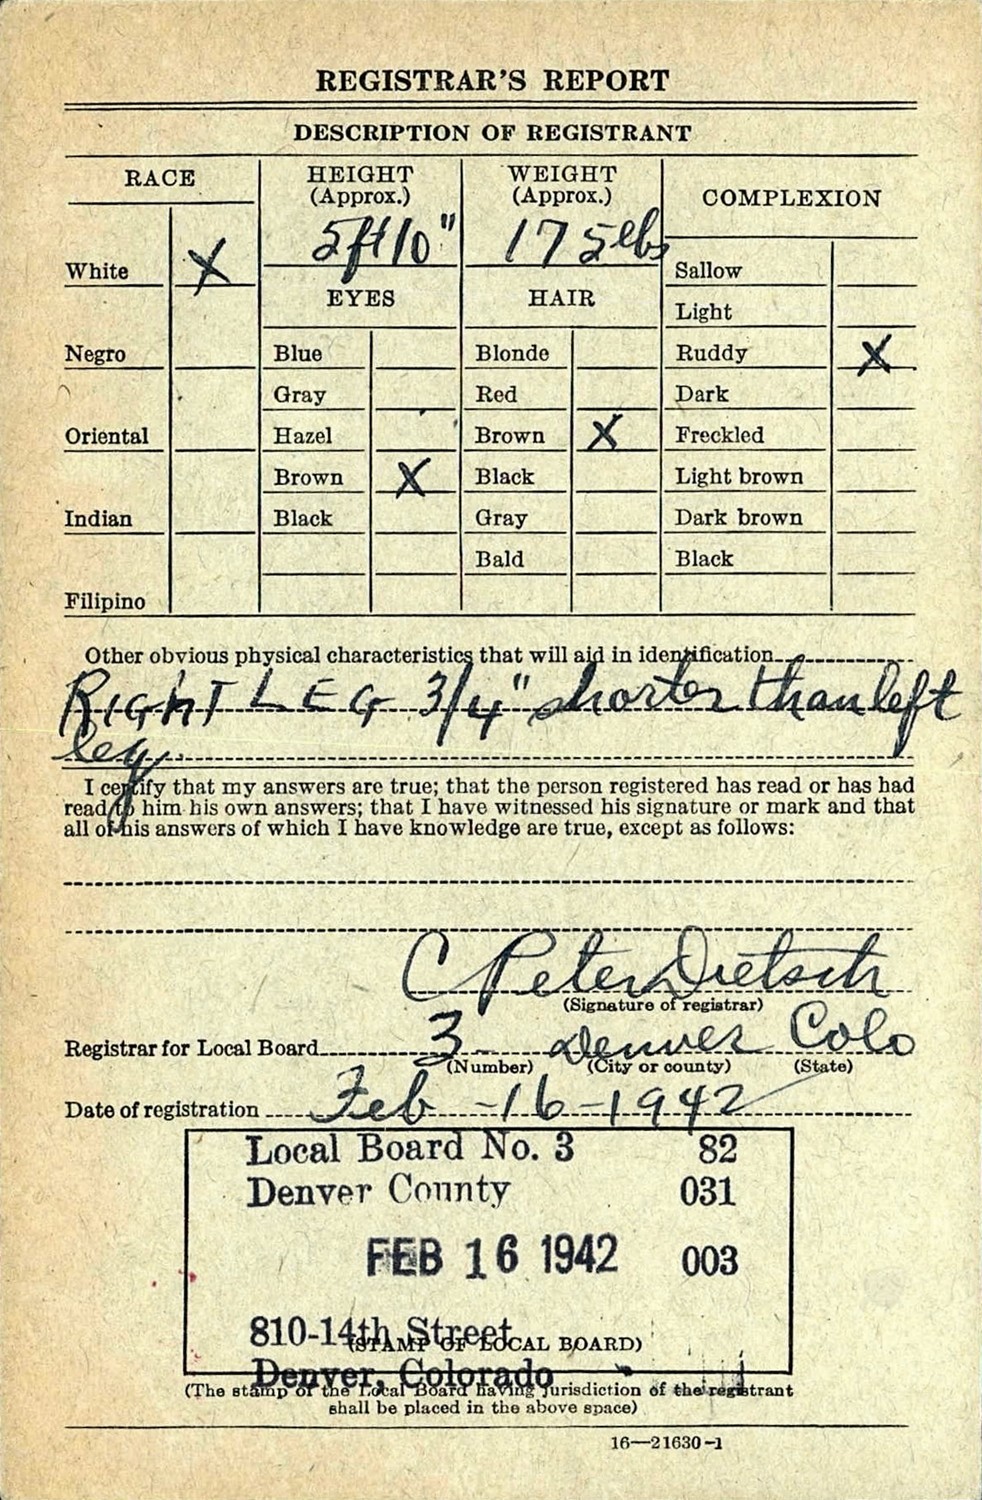 REGISTRAR'S REPORT
DESCRIPTION OF REGISTRANT
RACE
HEIGHT
(Approx.)
WEIGHT
(Approx.)
COMPLEXION
5 ft 10"
175 lbs
White X
Sallow
EYES
HAIR
Light
Negro
Blue
Blonde
Ruddy X
Gray
Red
Dark
Oriental
Hazel
Brown X
Freckled
Brown X
Black
Light brown
Indian
Black
Gray
Dark brown
Bald
Black
Filipino
Other obvious physical characteristics that will aid in identification
RIGHT LEG 3/4" shorter than left
leg.
I certify that my answers are true; that the person registered has read or has had
read to him his own answers; that I have witnessed his signature or mark and that
all of his answers of which I have knowledge are true, except as follows:
C Peter Dietsch
(Signature of registrar)
Registrar for Local Board 3 - Denver Colo
(Number) (City or county) (State)
Date of registration Feb - 16 - 1942
Local Board No. 3 82
Denver County 031
FEB 16 1942 003
810-14th Street
(STAMP OF LOCAL BOARD)
Denver, Colorado
(The stamp of the Local Board having jurisdiction of the registrant
shall be placed in the above space)
16—21630-1